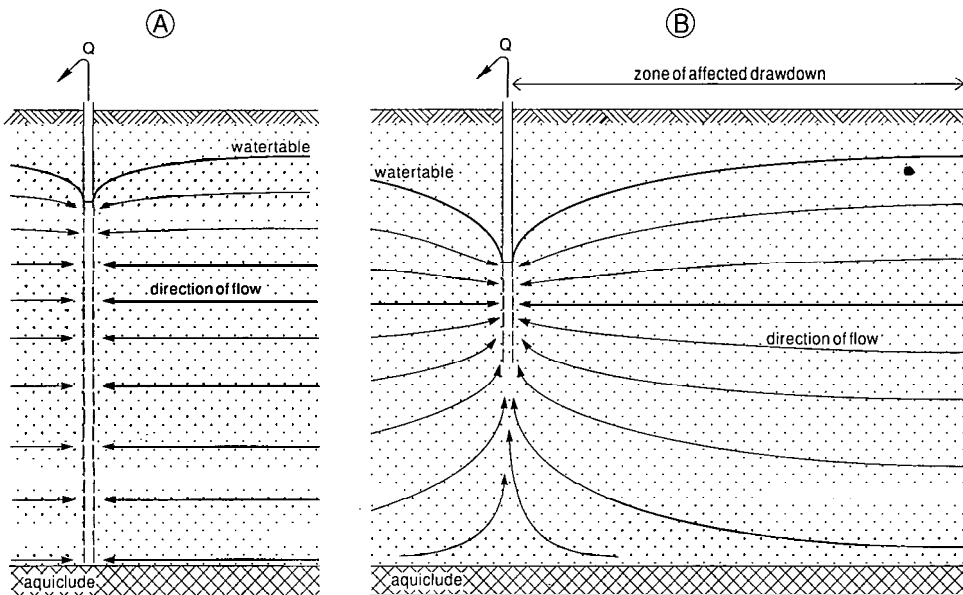 A
Q
watertable
direction of flow
aquiclude
B
Q
zone of affected drawdown
watertable
direction of flow
aquiclude